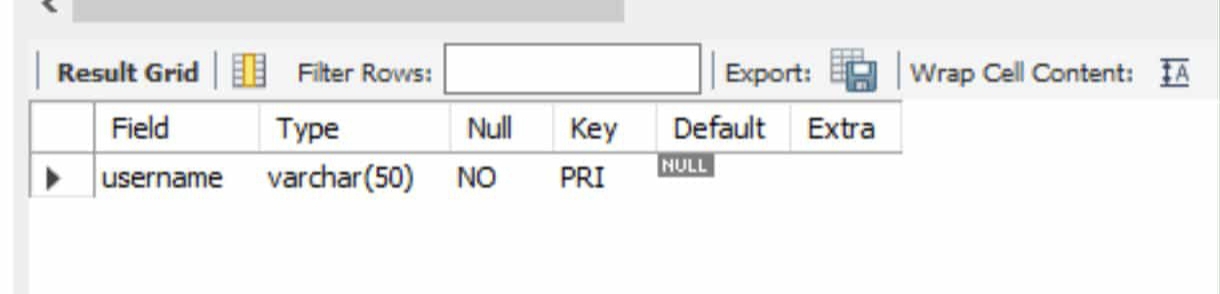 Result Grid Filter Rows: Export: Wrap Cell Content: A
Field Type Null Key Default Extra
username varchar(50) NO PRI NULL